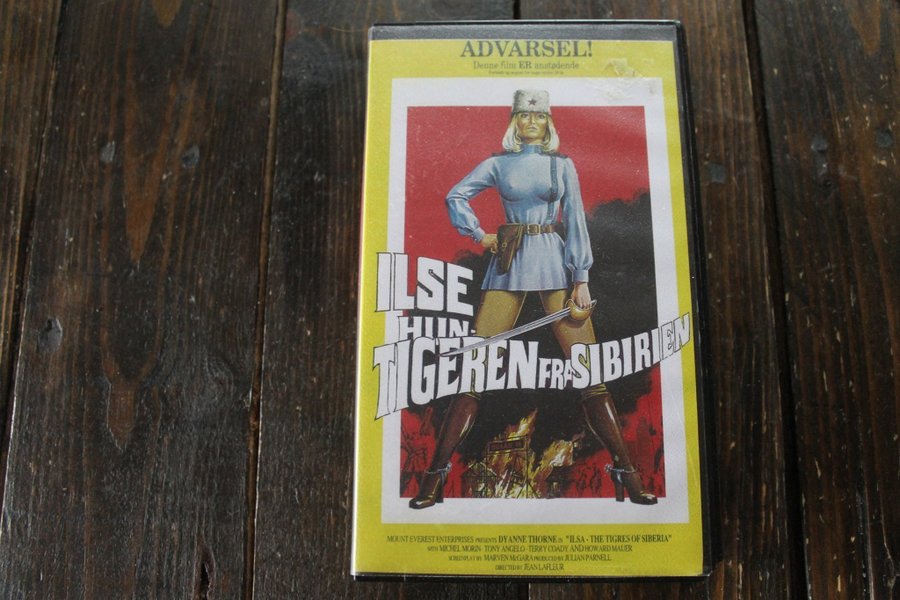 ADVARSEL!
Denne film ER anstødende
ILSE
HUN-
TIGEREN FRA SIBIRIEN
MOUNT EVEREST ENTERPRISES PRESENTS DYANNE THORNE IN "ILSA - THE TIGRES OF SIBERIA"
WITH MICHEL MORIN · TONY ANGELO · TERRY COADY AND HOWARD MAUER
SCREENPLAY BY MARVEN McGARA PRODUCED BY JULIAN PARNELL
DIRECTED BY JEAN LAFLEUR